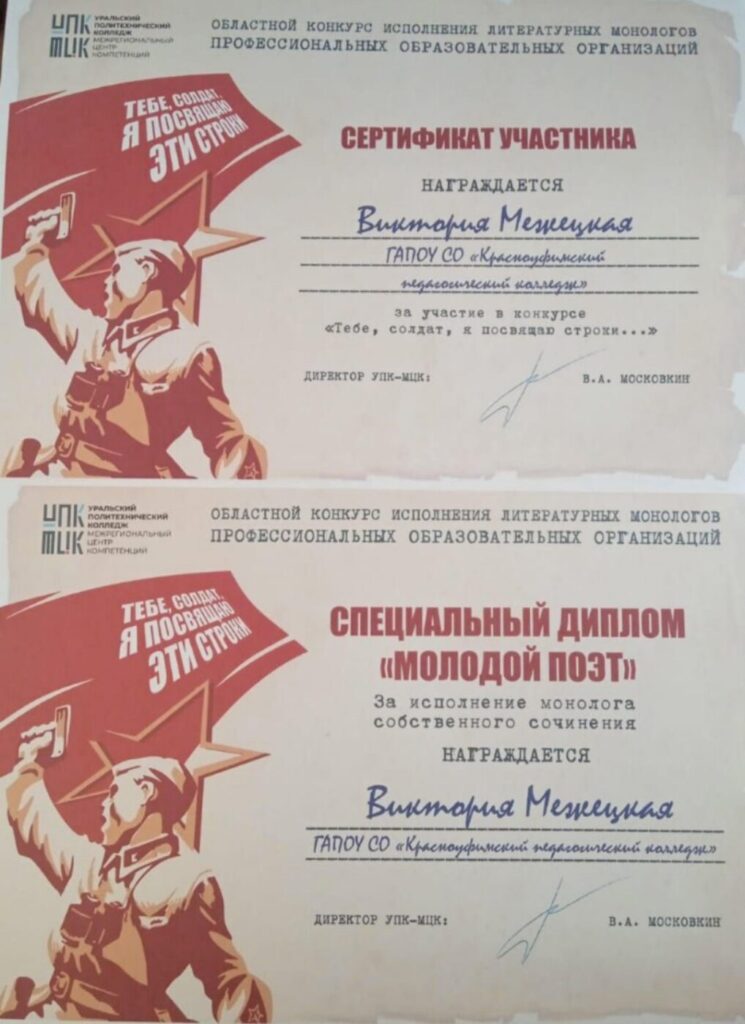 УПК
МЦК
УРАЛЬСКИЙ
ПОЛИТЕХНИЧЕСКИЙ
КОЛЛЕДЖ
МЕЖРЕГИОНАЛЬНЫЙ
ЦЕНТР
КОМПЕТЕНЦИЙ
ОБЛАСТНОЙ КОНКУРС ИСПОЛНЕНИЯ ЛИТЕРАТУРНЫХ МОНОЛОГОВ
ПРОФЕССИОНАЛЬНЫХ ОБРАЗОВАТЕЛЬНЫХ ОРГАНИЗАЦИЙ
ТЕБЕ, СОЛДАТ,
Я ПОСВЯЩАЮ
ЭТИ СТРОКИ
СЕРТИФИКАТ УЧАСТНИКА
НАГРАЖДАЕТСЯ
Виктория Межецкая
ГАПОУ СО «Красноуфимский
педагогический колледж»
за участие в конкурсе
«Тебе, солдат, я посвящаю строки...»
ДИРЕКТОР УПК-МЦК:
В.А. МОСКОВКИН
УПК
МЦК
УРАЛЬСКИЙ
ПОЛИТЕХНИЧЕСКИЙ
КОЛЛЕДЖ
МЕЖРЕГИОНАЛЬНЫЙ
ЦЕНТР
КОМПЕТЕНЦИЙ
ОБЛАСТНОЙ КОНКУРС ИСПОЛНЕНИЯ ЛИТЕРАТУРНЫХ МОНОЛОГОВ
ПРОФЕССИОНАЛЬНЫХ ОБРАЗОВАТЕЛЬНЫХ ОРГАНИЗАЦИЙ
ТЕБЕ, СОЛДАТ,
Я ПОСВЯЩАЮ
ЭТИ СТРОКИ
СПЕЦИАЛЬНЫЙ ДИПЛОМ
«МОЛОДОЙ ПОЭТ»
За исполнение монолога
собственного сочинения
НАГРАЖДАЕТСЯ
Виктория Межецкая
ГАПОУ СО «Красноуфимский педагогический колледж»
ДИРЕКТОР УПК-МЦК:
В.А. МОСКОВКИН